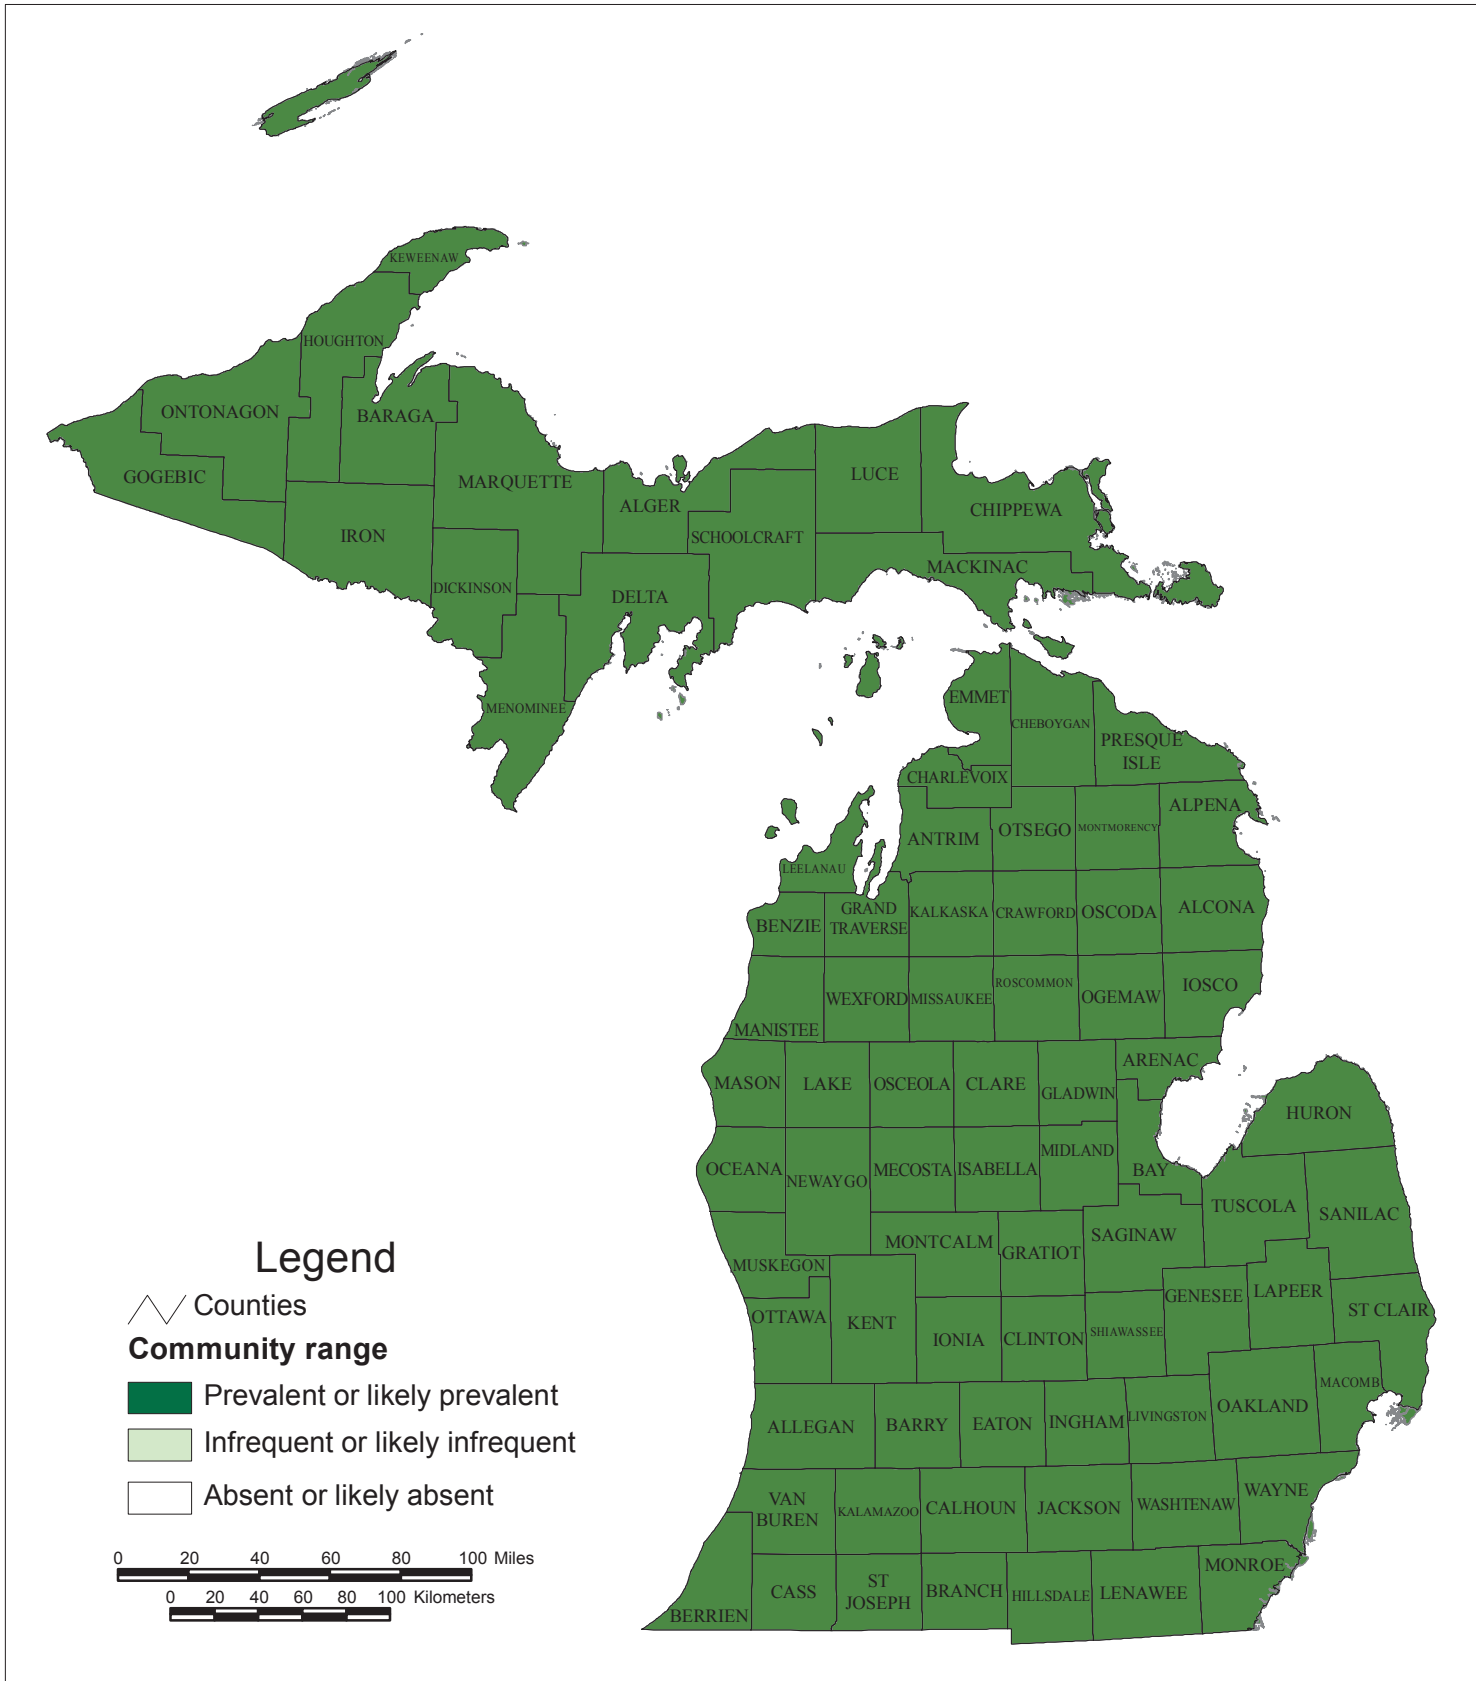 KEWEENAW
HOUGHTON
ONTONAGON
BARAGA
GOGEBIC
MARQUETTE
LUCE
ALGER
CHIPPEWA
IRON
SCHOOLCRAFT
MACKINAC
DICKINSON
DELTA
MENOMINEE
EMMET
CHEBOYGAN
PRESQUE
ISLE
CHARLEVOIX
ALPENA
ANTRIM
OTSEGO
MONTMORENCY
LEELANAU
BENZIE
GRAND
TRAVERSE
KALKASKA
CRAWFORD
OSCODA
ALCONA
MANISTEE
WEXFORD
MISSAUKEE
ROSCOMMON
OGEMAW
IOSCO
ARENAC
MASON
LAKE
OSCEOLA
CLARE
GLADWIN
HURON
OCEANA
NEWAYGO
MECOSTA
ISABELLA
MIDLAND
BAY
TUSCOLA
SANILAC
MUSKEGON
MONTCALM
GRATIOT
SAGINAW
GENESEE
LAPEER
ST CLAIR
OTTAWA
KENT
IONIA
CLINTON
SHIAWASSEE
ALLEGAN
BARRY
EATON
INGHAM
LIVINGSTON
OAKLAND
MACOMB
VAN
BUREN
KALAMAZOO
CALHOUN
JACKSON
WASHTENAW
WAYNE
BERRIEN
CASS
ST
JOSEPH
BRANCH
HILLSDALE
LENAWEE
MONROE
Legend
Counties
Community range
Prevalent or likely prevalent
Infrequent or likely infrequent
Absent or likely absent
0 20 40 60 80 100 Miles
0 20 40 60 80 100 Kilometers